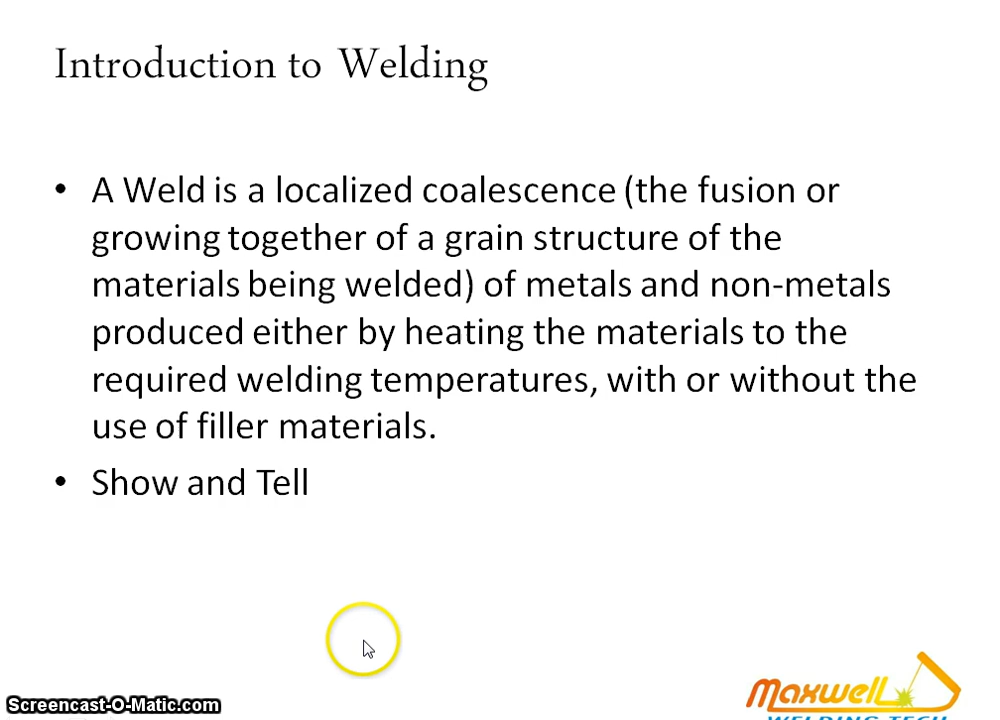 Introduction to Welding
• A Weld is a localized coalescence (the fusion or
growing together of a grain structure of the
materials being welded) of metals and non-metals
produced either by heating the materials to the
required welding temperatures, with or without the
use of filler materials.
• Show and Tell
Screencast-O-Matic.com
Maxwell
WELDING TECH